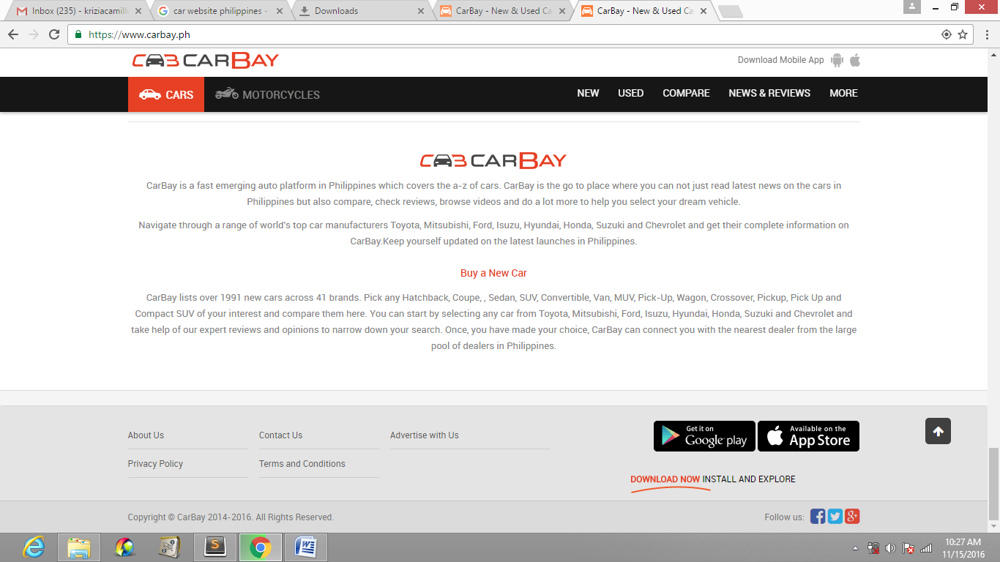 Inbox (235) - kriziacamille
car website philippines -
Downloads
CarBay - New & Used Ca
CarBay - New & Used Ca
https://www.carbay.ph
CARBAY
Download Mobile App
CARS
MOTORCYCLES
NEW
USED
COMPARE
NEWS & REVIEWS
MORE
CARBAY
CarBay is a fast emerging auto platform in Philippines which covers the a-z of cars. CarBay is the go to place where you can not just read latest news on the cars in
Philippines but also compare, check reviews, browse videos and do a lot more to help you select your dream vehicle.
Navigate through a range of world's top car manufacturers Toyota, Mitsubishi, Ford, Isuzu, Hyundai, Honda, Suzuki and Chevrolet and get their complete information on
CarBay.Keep yourself updated on the latest launches in Philippines.
Buy a New Car
CarBay lists over 1991 new cars across 41 brands. Pick any Hatchback, Coupe, , Sedan, SUV, Convertible, Van, MUV, Pick-Up, Wagon, Crossover, Pickup, Pick Up and
Compact SUV of your interest and compare them here. You can start by selecting any car from Toyota, Mitsubishi, Ford, Isuzu, Hyundai, Honda, Suzuki and Chevrolet and
take help of our expert reviews and opinions to narrow down your search. Once, you have made your choice, CarBay can connect you with the nearest dealer from the large
pool of dealers in Philippines.
About Us
Contact Us
Advertise with Us
Privacy Policy
Terms and Conditions
Get it on
Google play
Available on the
App Store
DOWNLOAD NOW INSTALL AND EXPLORE
Copyright © CarBay 2014-2016. All Rights Reserved.
Follow us:
10:27 AM
11/15/2016